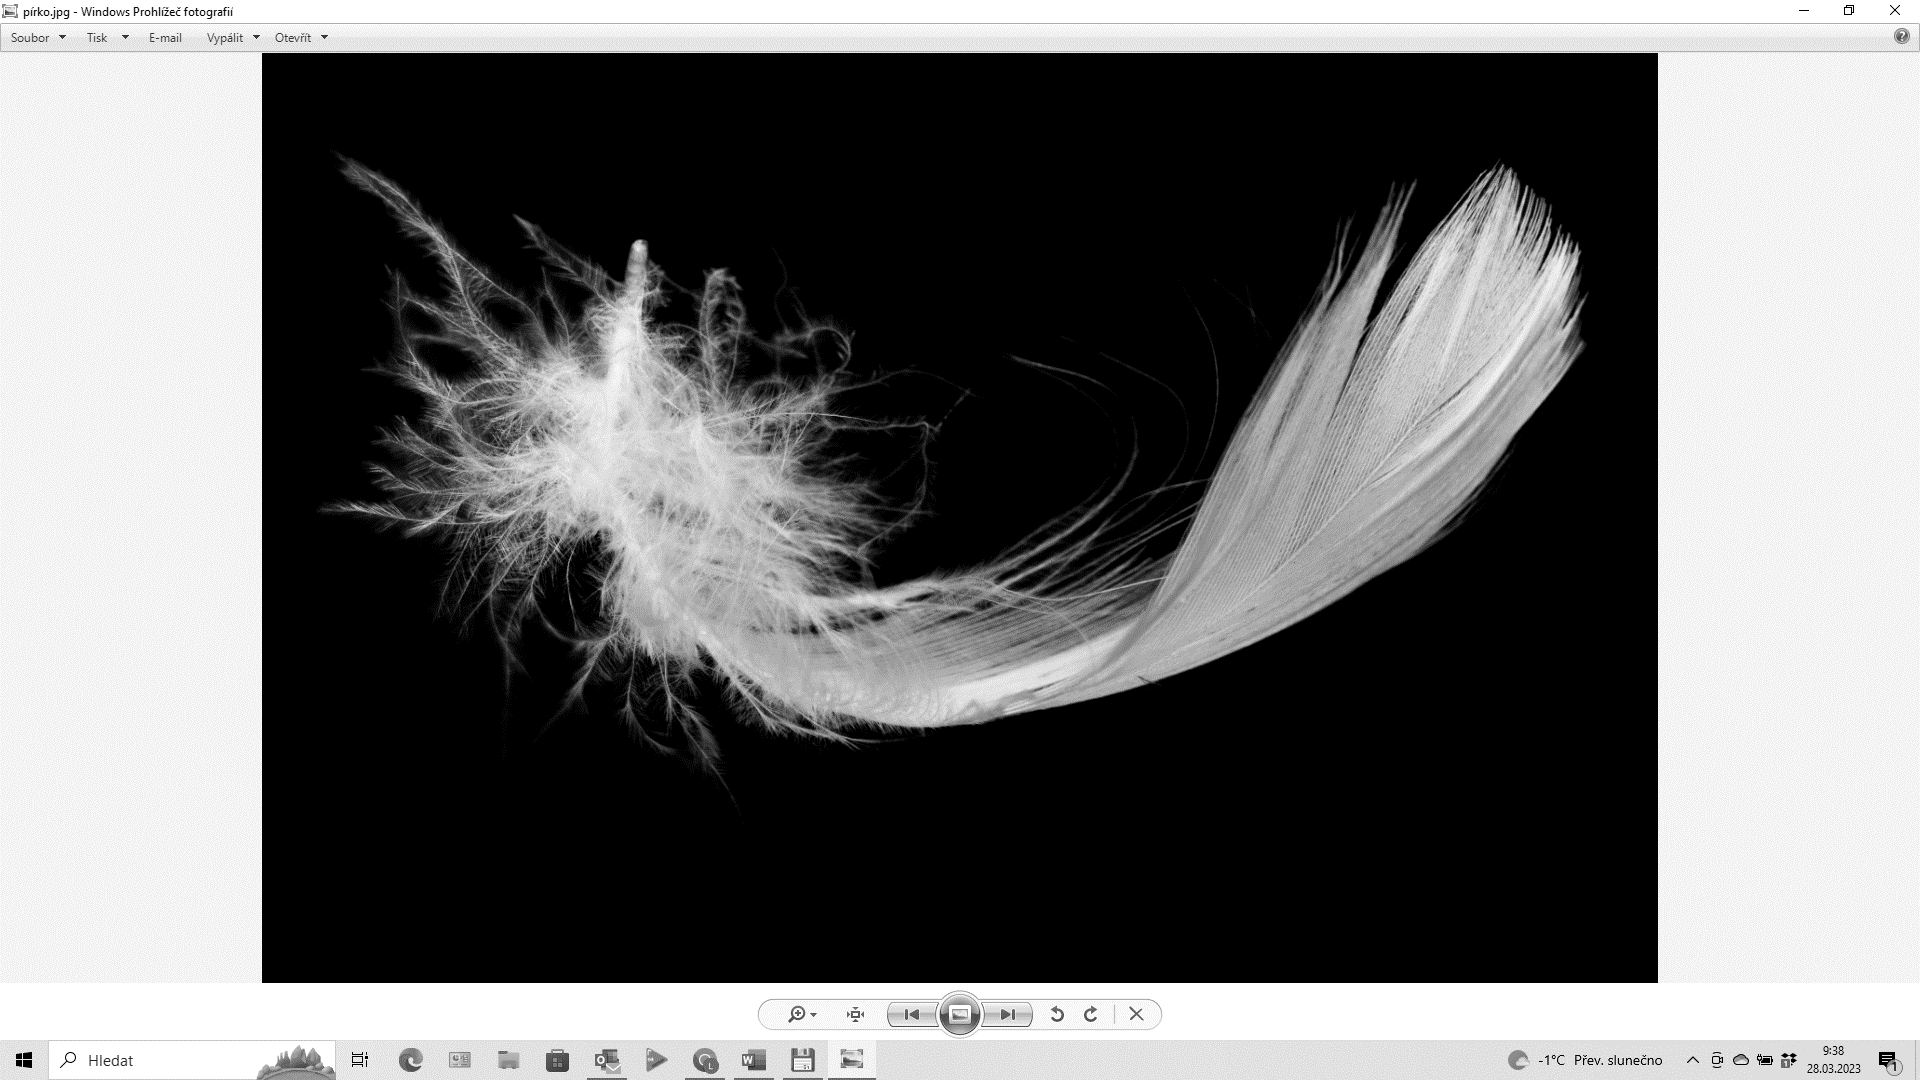 pírko.jpg - Windows Prohlížeč fotografií
Soubor Tisk E-mail Vypálit Otevřít
Hledat
-1°C Přev. slunečno
9:38
28.03.2023
1